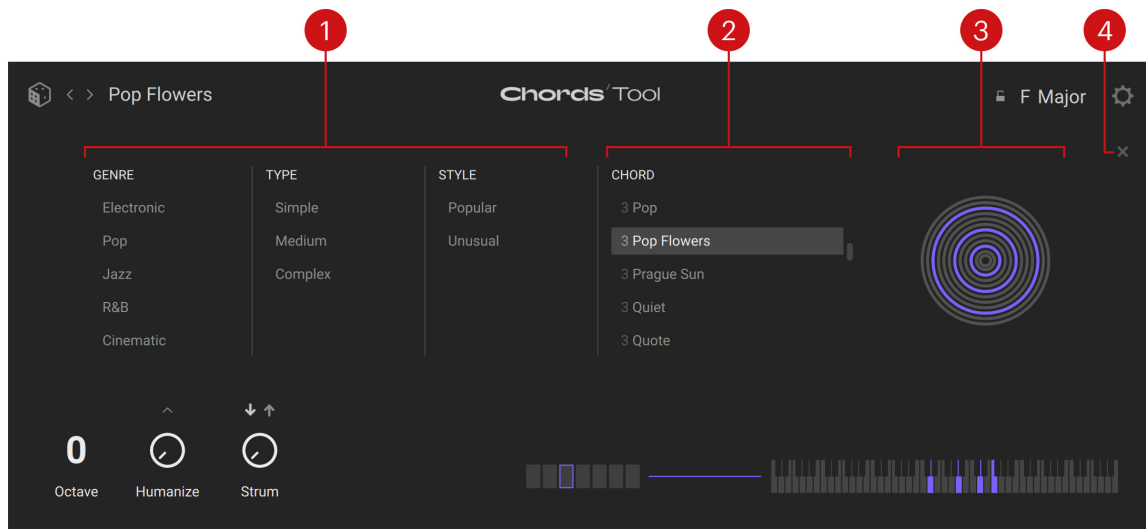 1 2 3 4
Pop Flowers Chords'Tool F Major
GENRE TYPE STYLE CHORD
Electronic Simple Popular 3 Pop
Pop Medium Unusual 3 Pop Flowers
Jazz Complex 3 Prague Sun
R&B 3 Quiet
Cinematic 3 Quote
0
Octave Humanize Strum